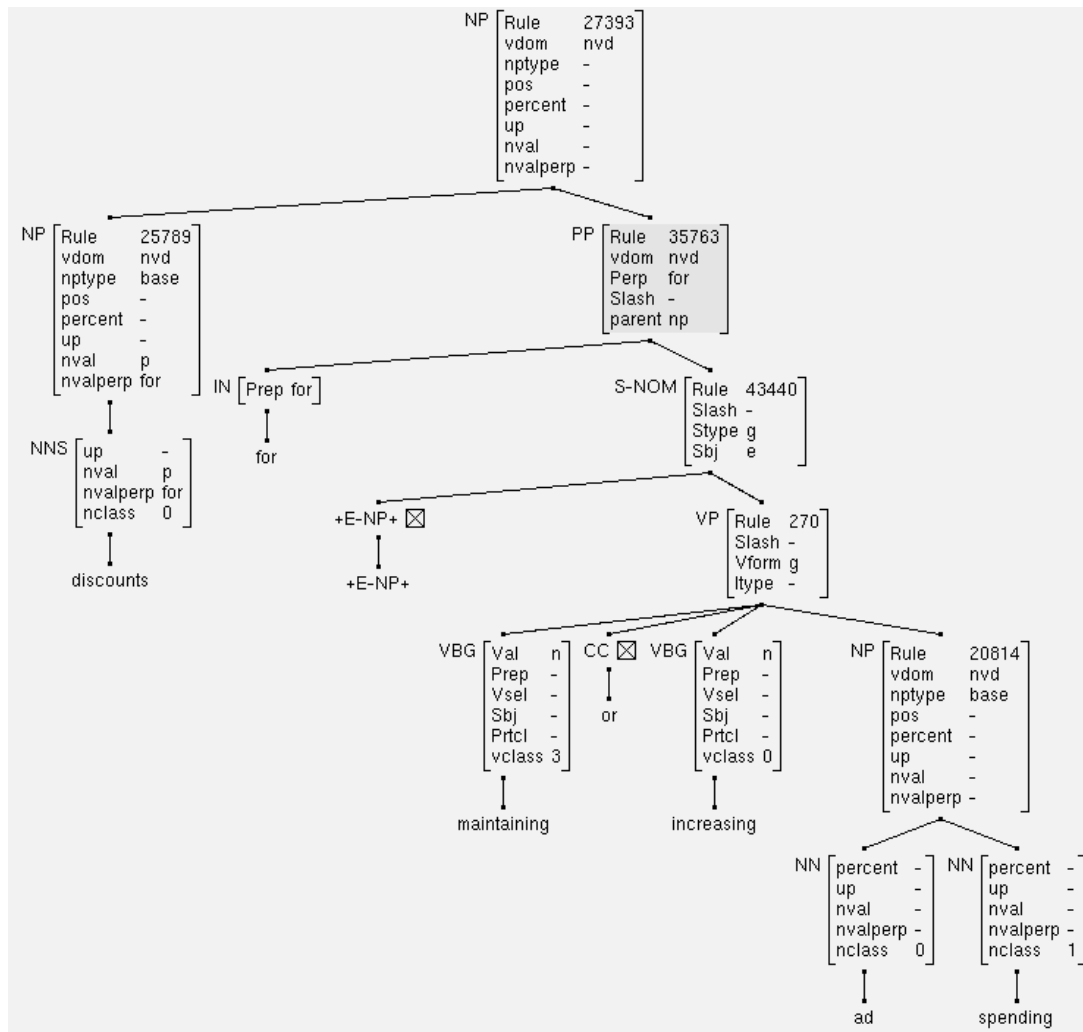 NP Rule 27393
vdom nvd
nptype -
pos -
percent -
up -
nval -
nvalperp -
NP Rule 25789
vdom nvd
nptype base
pos -
percent -
up -
nval p
nvalperp for
PP Rule 35763
vdom nvd
Perp for
Slash -
parent np
IN Prep for
for
S-NOM Rule 43440
Slash -
Stype g
Sbj e
NNS up -
nval p
nvalperp for
nclass 0
discounts
+E-NP+
+E-NP+
VP Rule 270
Slash -
Vform g
Itype -
VBG Val n
Prep -
Vsel -
Sbj -
Prtcl -
vclass 3
maintaining
CC
or
VBG Val n
Prep -
Vsel -
Sbj -
Prtcl -
vclass 0
increasing
NP Rule 20814
vdom nvd
nptype base
pos -
percent -
up -
nval -
nvalperp -
NN percent -
up -
nval -
nvalperp -
nclass 0
ad
NN percent -
up -
nval -
nvalperp -
nclass 1
spending